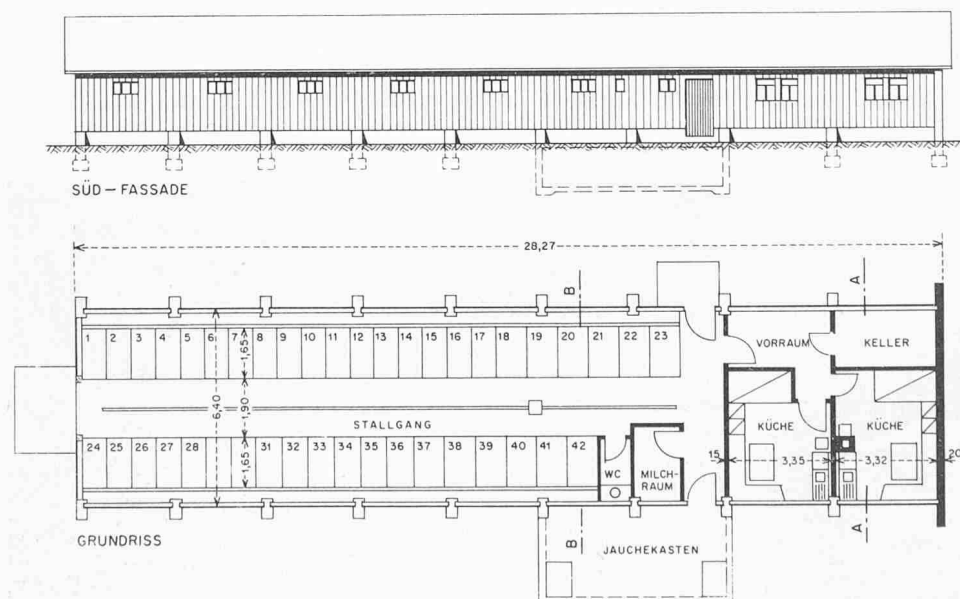 SÜD – FASSADE
28,27
B
A
1 2 3 4 5 6 7 8 9 10 11 12 13 14 15 16 17 18 19 20 21 22 23
1,65
VORRAUM
KELLER
6,40
1,90
STALLGANG
KÜCHE
KÜCHE
24 25 26 27 28 31 32 33 34 35 36 37 38 39 40 41 42
1,65
WC
MILCH-
RAUM
15
3,35
3,32
20
B
A
GRUNDRISS
JAUCHEKASTEN